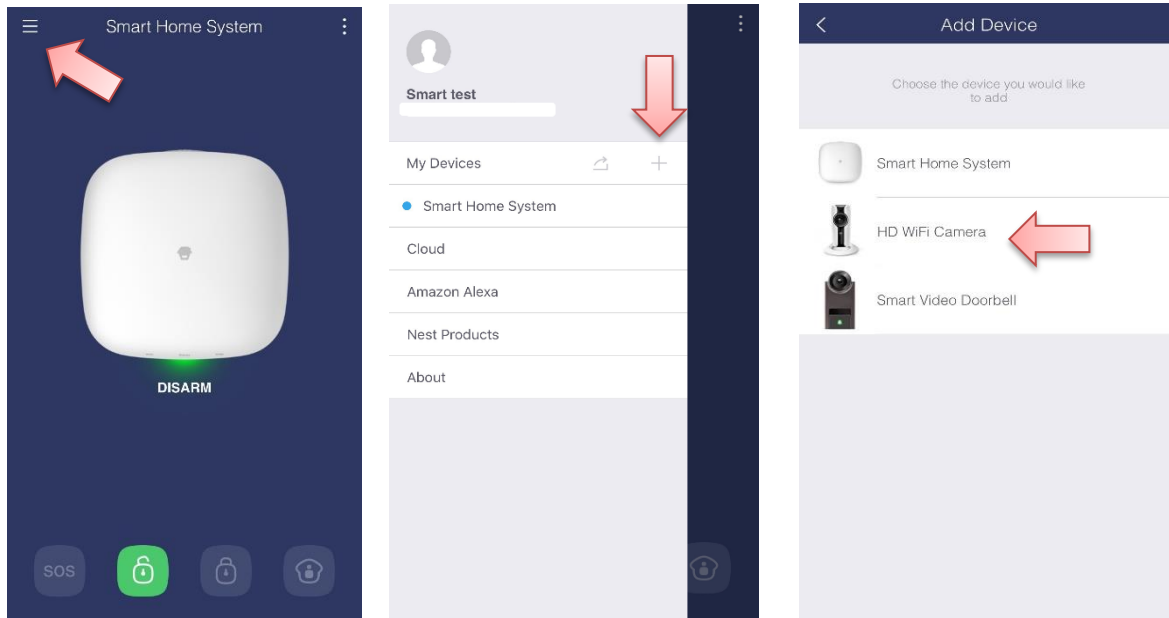 Smart Home System
DISARM
SOS
Smart test
My Devices
Smart Home System
Cloud
Amazon Alexa
Nest Products
About
Add Device
Choose the device you would like
to add
Smart Home System
HD WiFi Camera
Smart Video Doorbell